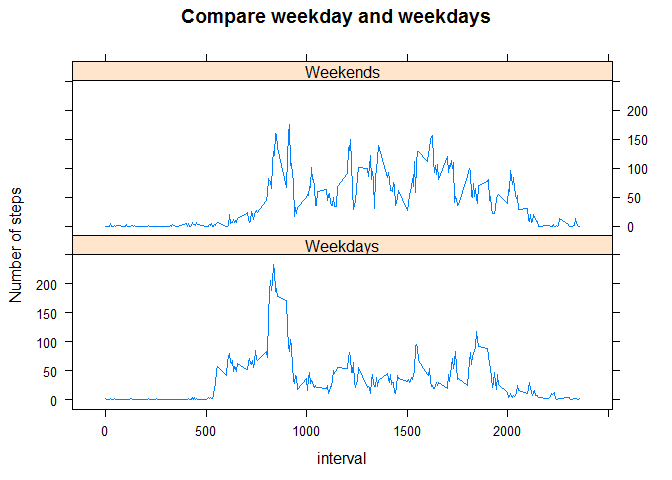 Compare weekday and weekdays
Weekends
200
150
100
50
0
Number of steps
Weekdays
200
150
100
50
0
0 500 1000 1500 2000
interval